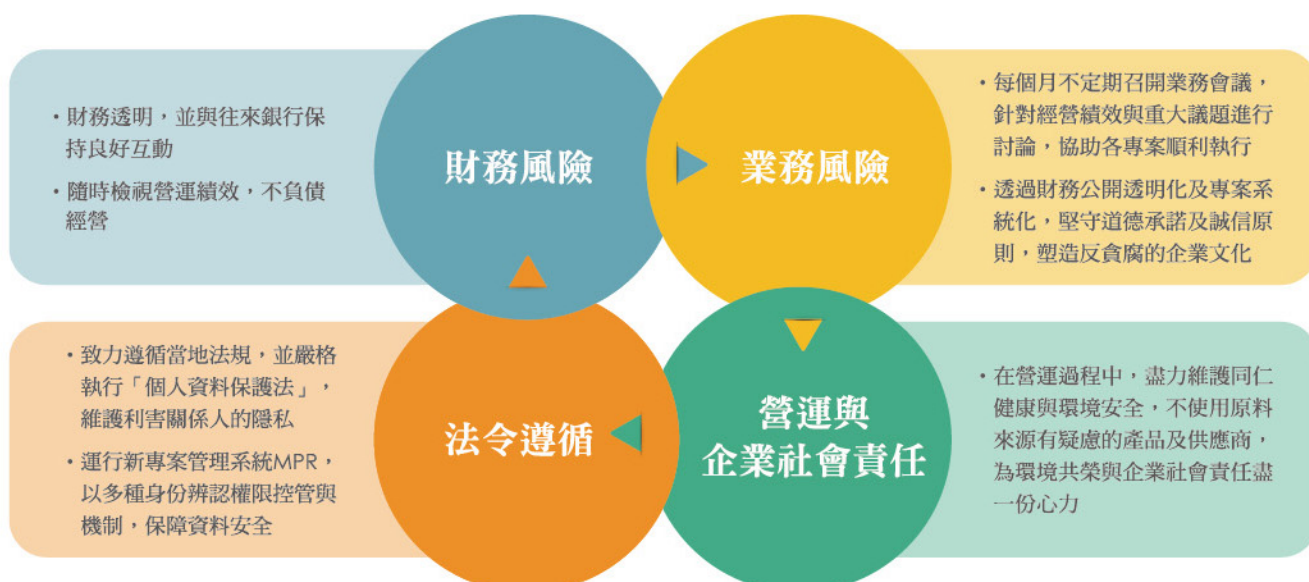 ・財務透明，並與往來銀行保
持良好互動
・隨時檢視營運績效，不負債
經營
財務風險
業務風險
・每個月不定期召開業務會議，
針對經營績效與重大議題進行
討論，協助各專案順利執行
・透過財務公開透明化及專案系
統化，堅守道德承諾及誠信原
則，塑造反貪腐的企業文化
・致力遵循當地法規，並嚴格
執行「個人資料保護法」，
維護利害關係人的隱私
・運行新專案管理系統MPR，
以多種身份辨認權限控管與
機制，保障資料安全
法令遵循
營運與
企業社會責任
・在營運過程中，盡力維護同仁
健康與環境安全，不使用原料
來源有疑慮的產品及供應商，
為環境共榮與企業社會責任盡
一份心力